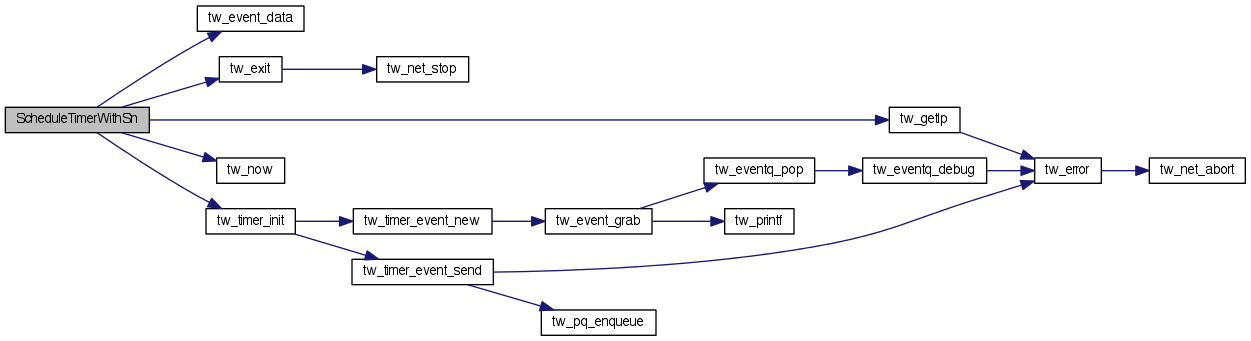 tw_event_data
tw_exit
tw_net_stop
ScheduleTimerWithSn
tw_getlp
tw_now
tw_eventq_pop
tw_eventq_debug
tw_error
tw_net_abort
tw_timer_init
tw_timer_event_new
tw_event_grab
tw_printf
tw_timer_event_send
tw_pq_enqueue